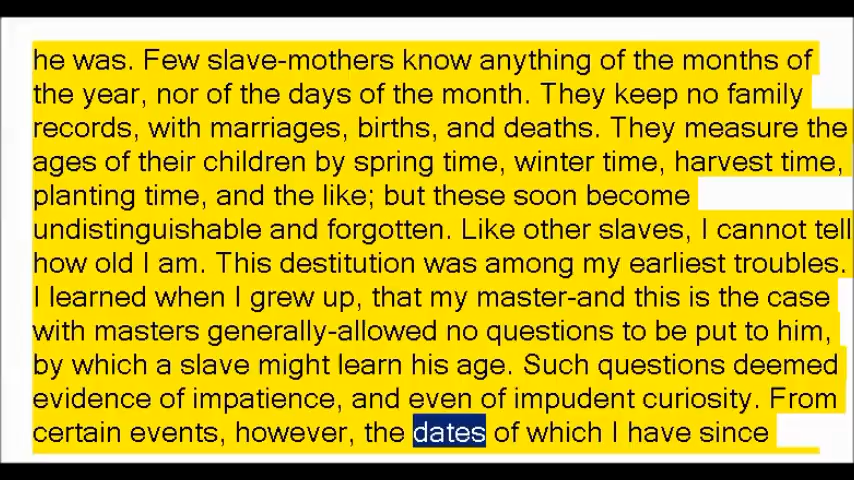 he was. Few slave-mothers know anything of the months of
the year, nor of the days of the month. They keep no family
records, with marriages, births, and deaths. They measure the
ages of their children by spring time, winter time, harvest time,
planting time, and the like; but these soon become
undistinguishable and forgotten. Like other slaves, I cannot tell
how old I am. This destitution was among my earliest troubles.
I learned when I grew up, that my master-and this is the case
with masters generally-allowed no questions to be put to him,
by which a slave might learn his age. Such questions deemed
evidence of impatience, and even of impudent curiosity. From
certain events, however, the dates of which I have since